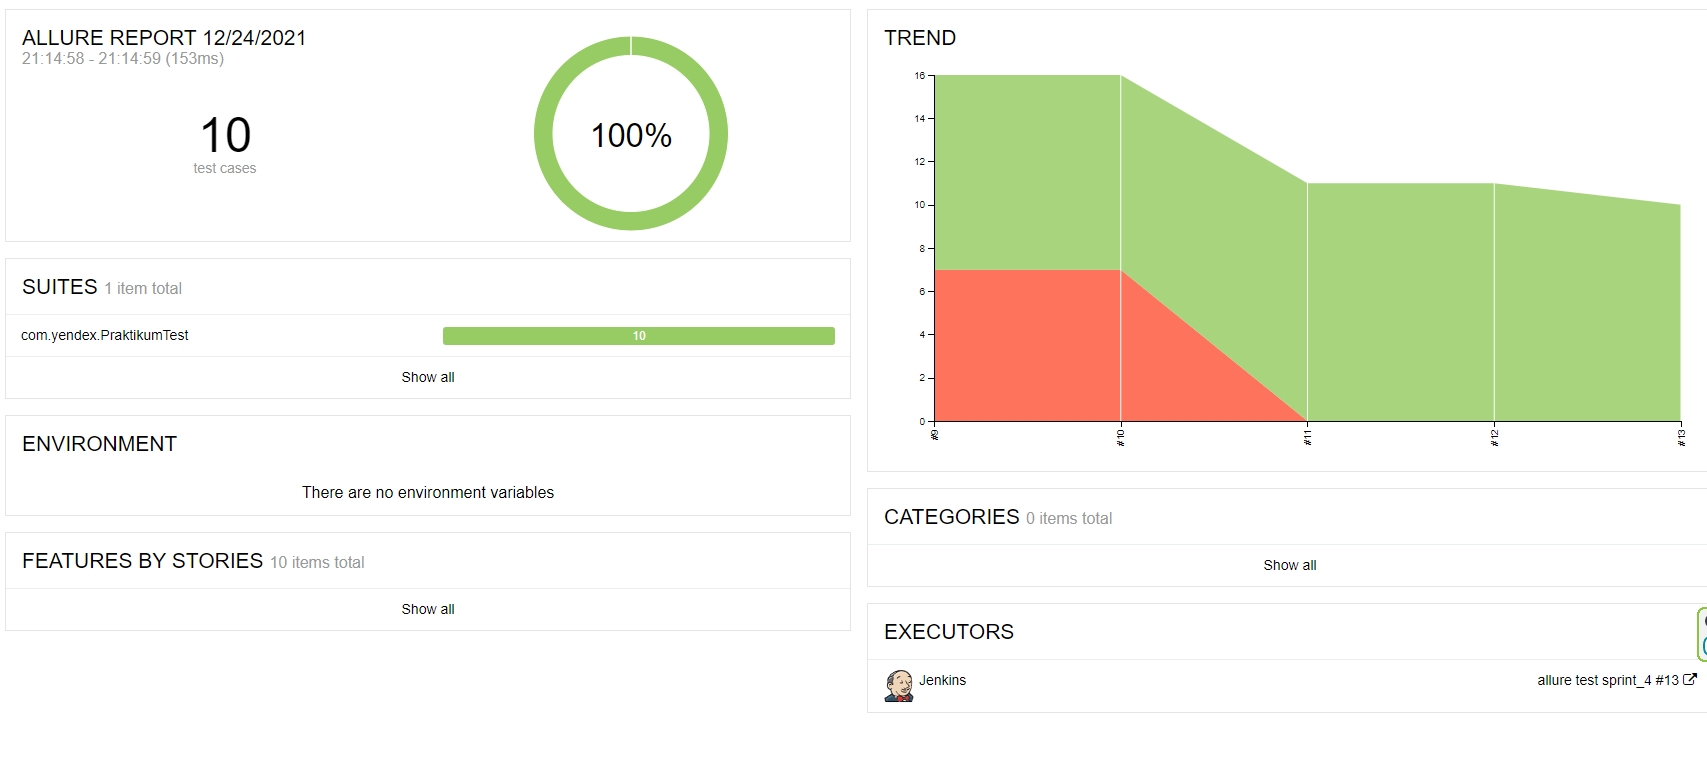 ALLURE REPORT 12/24/2021
21:14:58 - 21:14:59 (153ms)
10
test cases
100%
SUITES 1 item total
com.yendex.PraktikumTest
10
Show all
ENVIRONMENT
There are no environment variables
FEATURES BY STORIES 10 items total
Show all
TREND
16
14
12
10
8
6
4
2
0
#9
#10
#11
#12
#13
CATEGORIES 0 items total
Show all
EXECUTORS
Jenkins
allure test sprint_4 #13